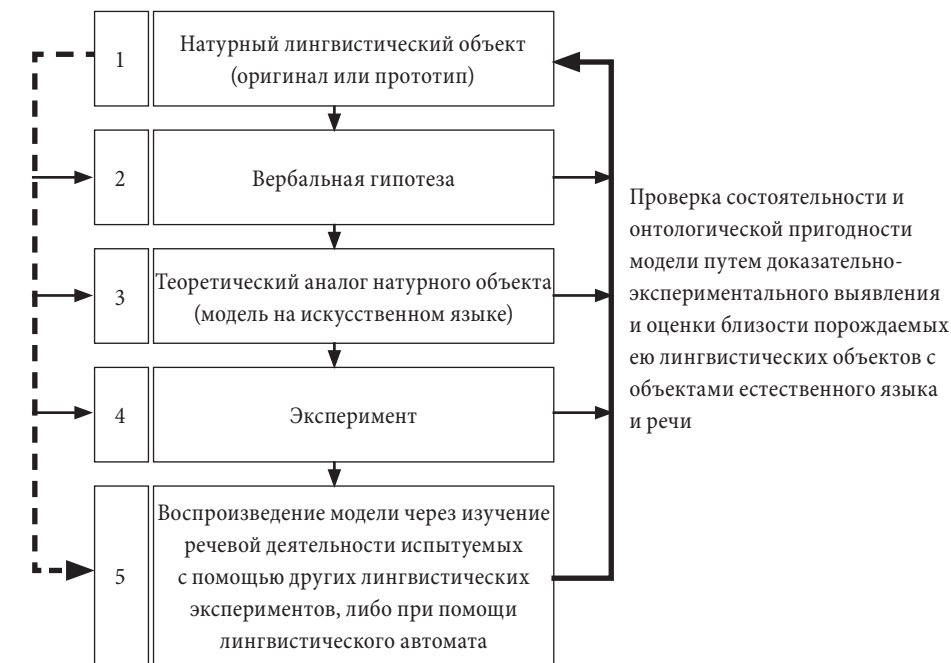 1
Натурный лингвистический объект
(оригинал или прототип)
2
Вербальная гипотеза
3
Теоретический аналог натурного объекта
(модель на искусственном языке)
4
Эксперимент
5
Воспроизведение модели через изучение
речевой деятельности испытуемых
с помощью других лингвистических
экспериментов, либо при помощи
лингвистического автомата
Проверка состоятельности и
онтологической пригодности
модели путем доказательно-
экспериментального выявления
и оценки близости порождаемых
ею лингвистических объектов с
объектами естественного языка
и речи